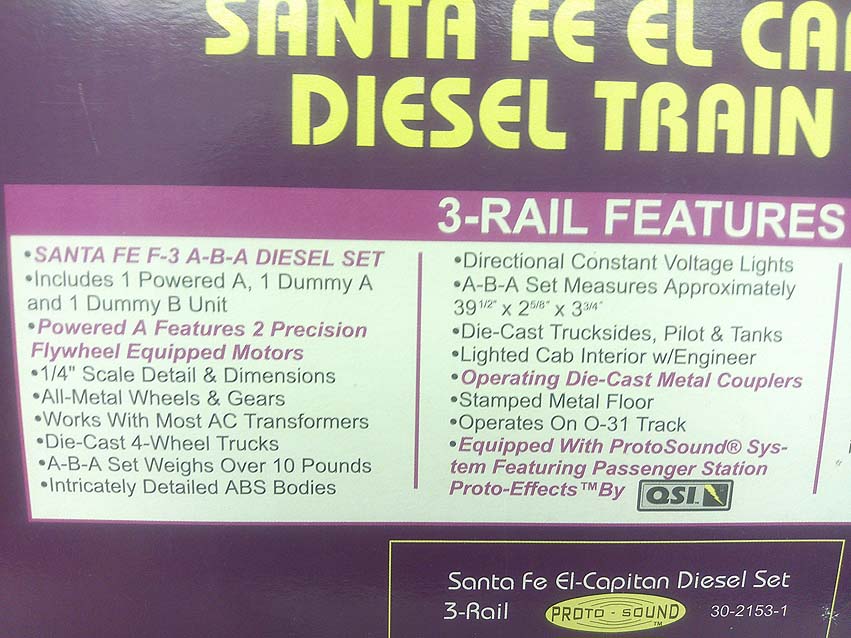 SANTA FE EL CA
DIESEL TRAIN
3-RAIL FEATURES
•SANTA FE F-3 A-B-A DIESEL SET
•Includes 1 Powered A, 1 Dummy A
and 1 Dummy B Unit
•Powered A Features 2 Precision
Flywheel Equipped Motors
•1/4" Scale Detail & Dimensions
•All-Metal Wheels & Gears
•Works With Most AC Transformers
•Die-Cast 4-Wheel Trucks
•A-B-A Set Weighs Over 10 Pounds
•Intricately Detailed ABS Bodies
•Directional Constant Voltage Lights
•A-B-A Set Measures Approximately
39 1/2" x 2 5/8" x 3 3/4"
•Die-Cast Trucksides, Pilot & Tanks
•Lighted Cab Interior w/Engineer
•Operating Die-Cast Metal Couplers
•Stamped Metal Floor
•Operates On O-31 Track
•Equipped With ProtoSound® Sys-
tem Featuring Passenger Station
Proto-Effects™ By QSI
Santa Fe El-Capitan Diesel Set
3-Rail PROTO-SOUND™ 30-2153-1